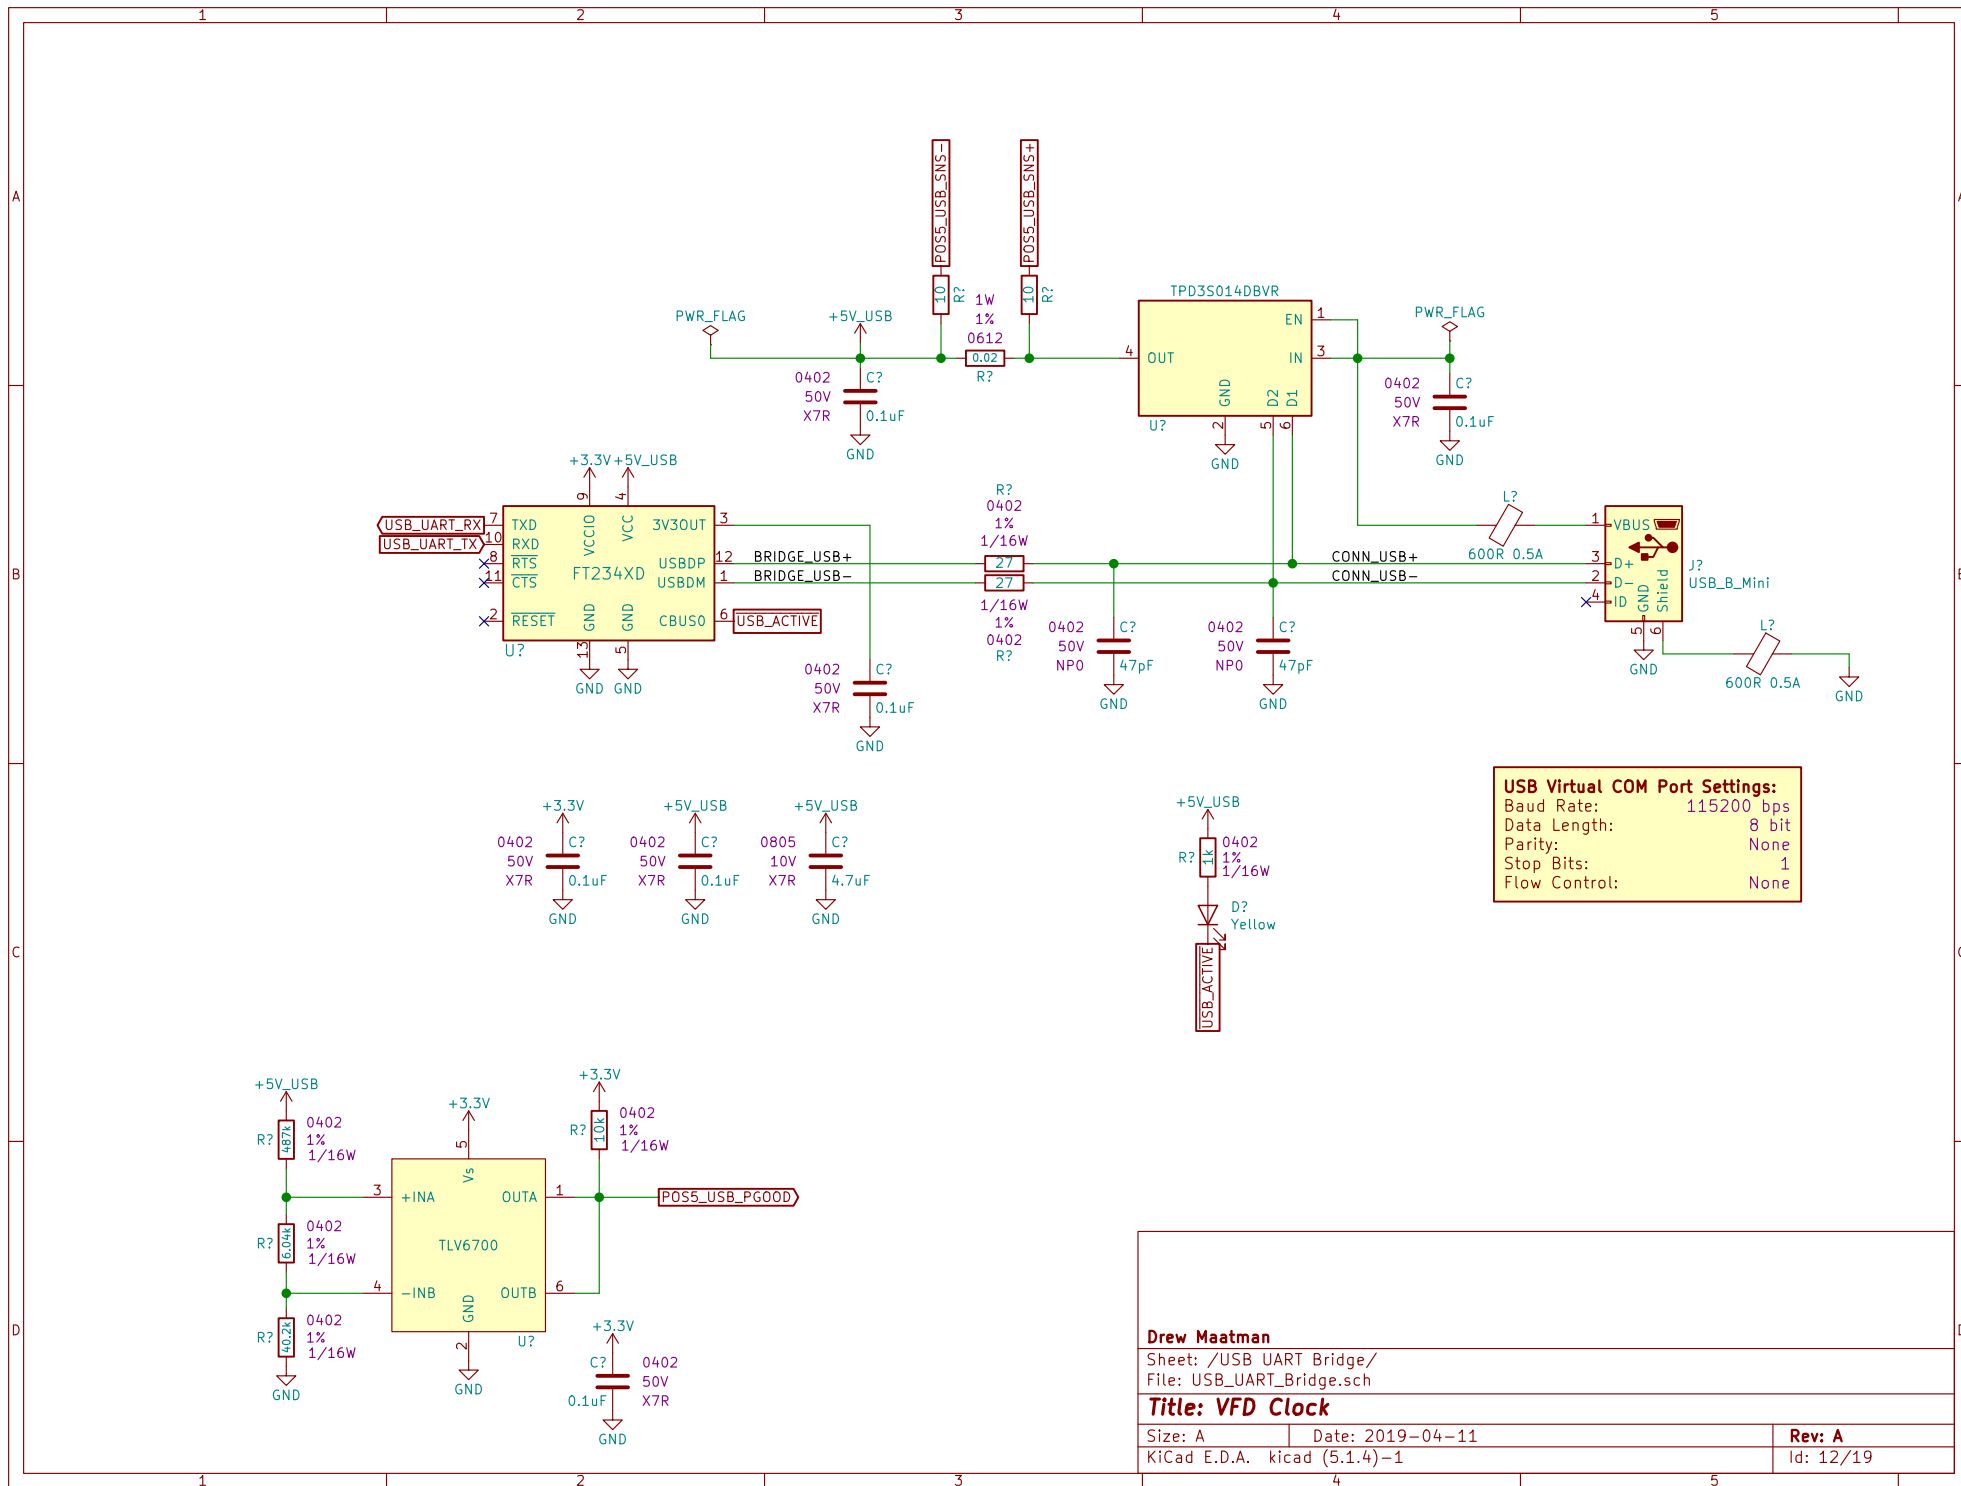 1 2 3 4 5
A
B
C
D
POS5_USB_SNS-
POS5_USB_SNS+
10
R?
10
R?
1W
1%
0612
0.02
R?
PWR_FLAG
+5V_USB
0402
50V
X7R
C?
0.1uF
GND
TPD3S014DBVR
EN
1
IN
3
4
OUT
GND
D2
D1
2
5
6
U?
GND
PWR_FLAG
0402
50V
X7R
C?
0.1uF
GND
+3.3V
+5V_USB
9
4
USB_UART_RX
7
TXD
USB_UART_TX
10
RXD
8
RTS
11
CTS
2
RESET
VCCIO
VCC
FT234XD
GND
GND
3V3OUT
3
USBDP
12
USBDM
1
CBUS0
6
USB_ACTIVE
U?
13
5
GND
GND
BRIDGE_USB+
BRIDGE_USB-
R?
0402
1%
1/16W
27
27
1/16W
1%
0402
R?
0402
50V
X7R
C?
0.1uF
GND
0402
50V
NP0
C?
47pF
GND
0402
50V
NP0
C?
47pF
GND
CONN_USB+
CONN_USB-
L?
600R 0.5A
1
VBUS
3
D+
2
D-
4
ID
GND
Shield
5
6
J?
USB_B_Mini
GND
L?
600R 0.5A
GND
+3.3V
0402
50V
X7R
C?
0.1uF
GND
+5V_USB
0402
50V
X7R
C?
0.1uF
GND
+5V_USB
0805
10V
X7R
C?
4.7uF
GND
+5V_USB
R?
1k
0402
1%
1/16W
D?
Yellow
USB_ACTIVE
USB Virtual COM Port Settings:
Baud Rate: 115200 bps
Data Length: 8 bit
Parity: None
Stop Bits: 1
Flow Control: None
+5V_USB
R?
487k
0402
1%
1/16W
R?
6.04k
0402
1%
1/16W
R?
40.2k
0402
1%
1/16W
GND
+3.3V
5
Vs
3
+INA
4
-INB
TLV6700
OUTA
1
OUTB
6
GND
2
U?
GND
+3.3V
R?
10k
0402
1%
1/16W
POS5_USB_PGOOD
+3.3V
C?
0.1uF
0402
50V
X7R
GND
Drew Maatman
Sheet: /USB UART Bridge/
File: USB_UART_Bridge.sch
Title: VFD Clock
Size: A Date: 2019-04-11 Rev: A
KiCad E.D.A. kicad (5.1.4)-1 Id: 12/19
1 2 3 4 5